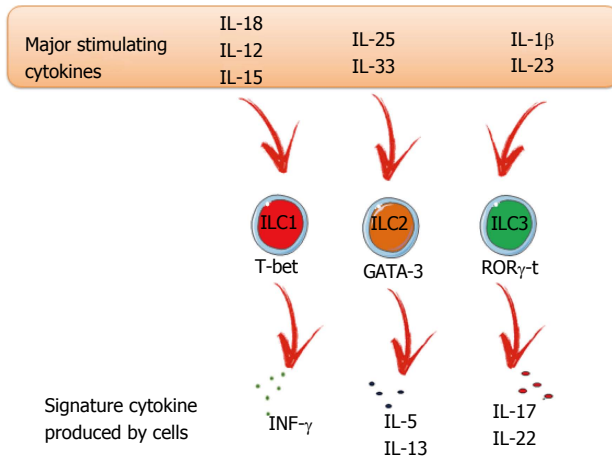 Major stimulating
cytokines
IL-18
IL-12
IL-15
IL-25
IL-33
IL-1β
IL-23
ILC1
ILC2
ILC3
T-bet
GATA-3
RORγ-t
Signature cytokine
produced by cells
INF-γ
IL-5
IL-13
IL-17
IL-22